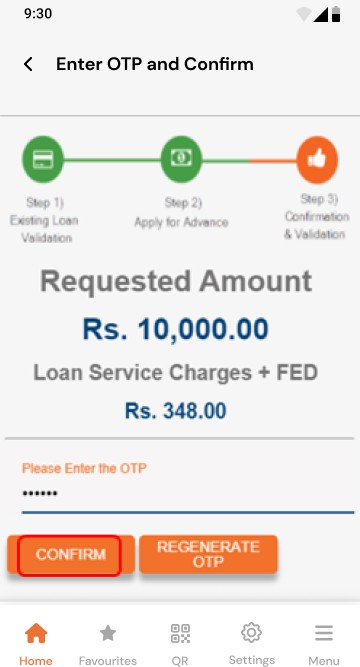 9:30
Enter OTP and Confirm
Step 1)
Existing Loan
Validation
Step 2)
Apply for Advance
Step 3)
Confirmation
& Validation
Requested Amount
Rs. 10,000.00
Loan Service Charges + FED
Rs. 348.00
Please Enter the OTP
••••••
CONFIRM
REGENERATE
OTP
Home
Favourites
QR
Settings
Menu